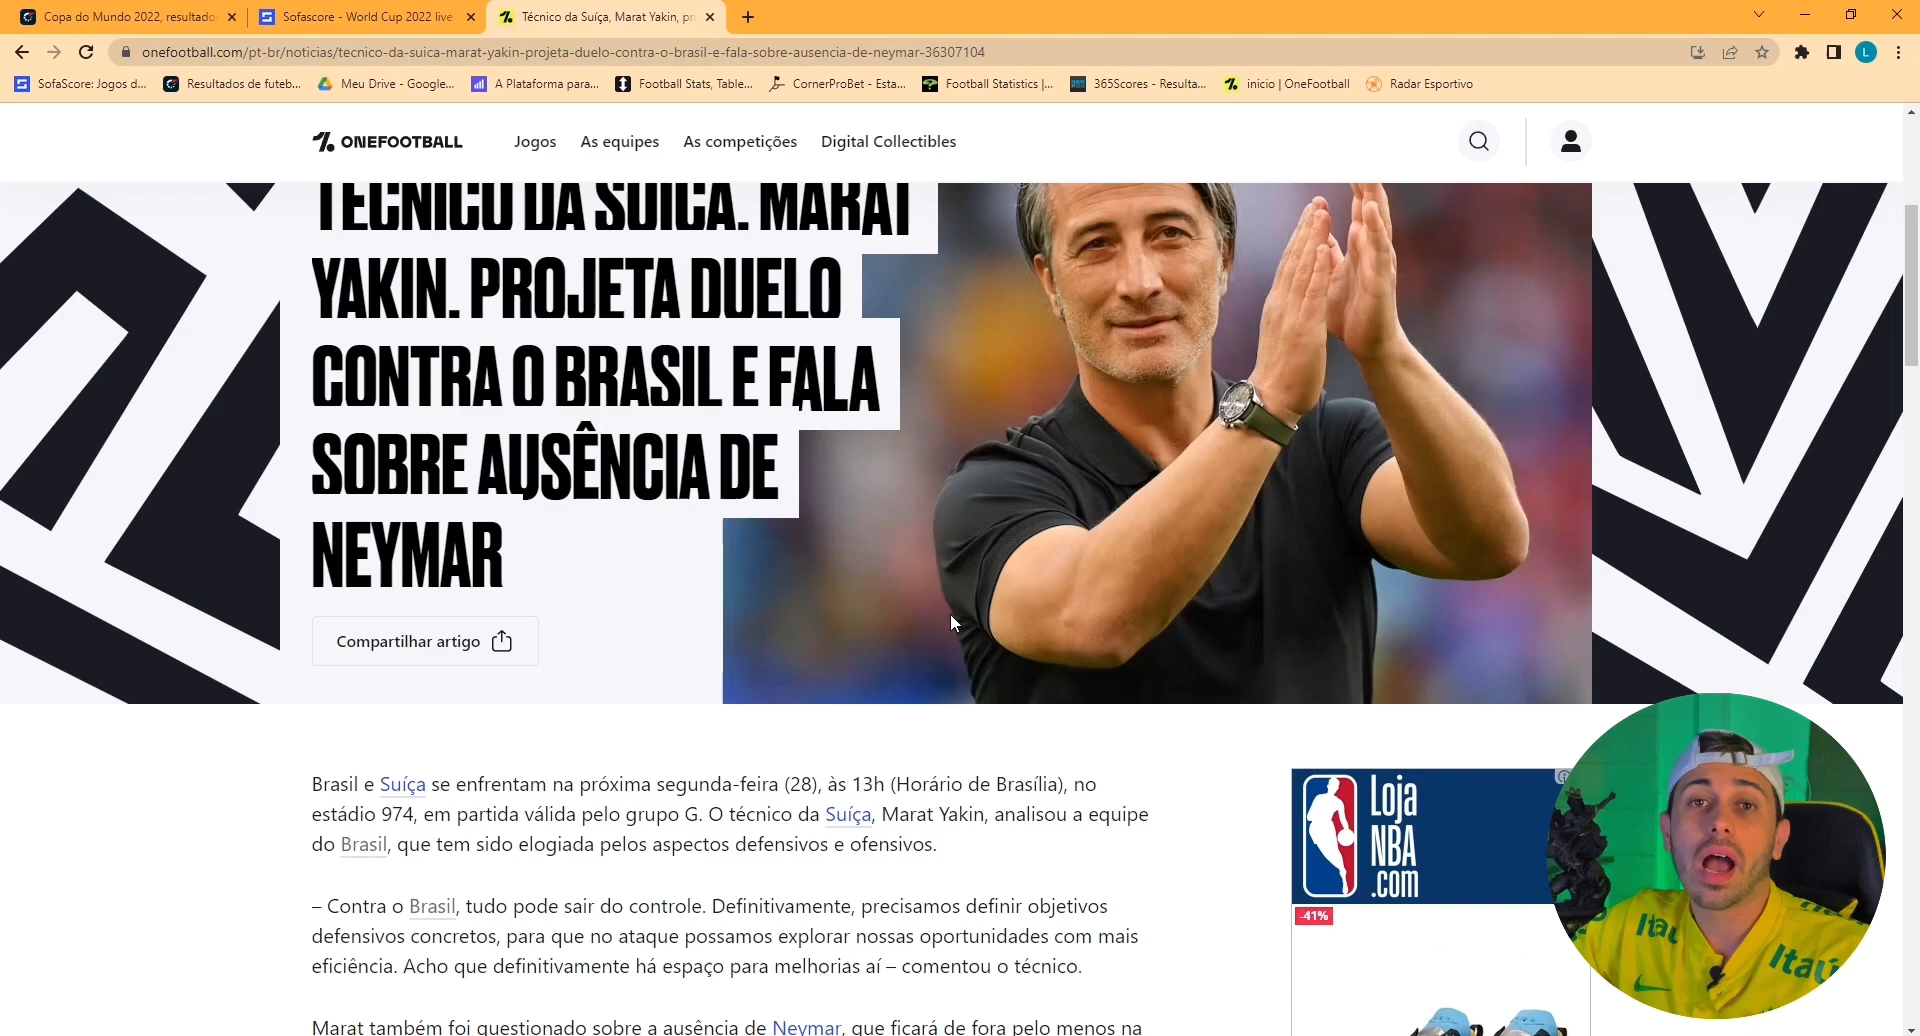 Copa do Mundo 2022, resultado
Sofascore - World Cup 2022 live
Técnico da Suíça, Marat Yakin, pr
onefootball.com/pt-br/noticias/tecnico-da-suica-marat-yakin-projeta-duelo-contra-o-brasil-e-fala-sobre-ausencia-de-neymar-36307104
L
SofaScore: Jogos d...
Resultados de futeb...
Meu Drive - Google...
A Plataforma para...
Football Stats, Table...
CornerProBet - Esta...
Football Statistics |...
365Scores - Resulta...
inicio | OneFootball
Radar Esportivo
ONEFOOTBALL
Jogos
As equipes
As competições
Digital Collectibles
TÉCNICO DA SUÍÇA, MARAT
YAKIN, PROJETA DUELO
CONTRA O BRASIL E FALA
SOBRE AUSÊNCIA DE
NEYMAR
Compartilhar artigo
Brasil e Suíça se enfrentam na próxima segunda-feira (28), às 13h (Horário de Brasília), no
estádio 974, em partida válida pelo grupo G. O técnico da Suíça, Marat Yakin, analisou a equipe
do Brasil, que tem sido elogiada pelos aspectos defensivos e ofensivos.
– Contra o Brasil, tudo pode sair do controle. Definitivamente, precisamos definir objetivos
defensivos concretos, para que no ataque possamos explorar nossas oportunidades com mais
eficiência. Acho que definitivamente há espaço para melhorias aí – comentou o técnico.
Marat também foi questionado sobre a ausência de Neymar, que ficará de fora pelo menos na
Loja
NBA
.com
-41%
Itaú
Itaú